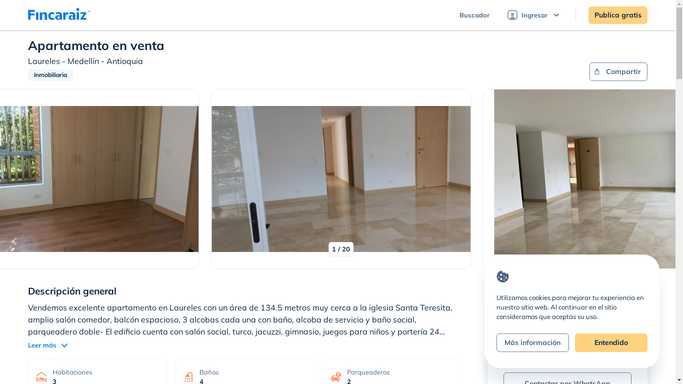 Fincaraiz
Buscador
Ingresar
Publica gratis
Apartamento en venta
Laureles - Medellín - Antioquia
Inmobiliaria
Compartir
1 / 20
Descripción general
Vendemos excelente apartamento en Laureles con un área de 134.5 metros muy cerca a la iglesia Santa Teresita,
amplio salón comedor, balcón espacioso, 3 alcobas cada una con baño, alcoba de servicio y baño social,
parqueadero doble- El edificio cuenta con salón social, turco, jacuzzi, gimnasio, juegos para niños y portería 24...
Leer más
Habitaciones
3
Baños
4
Parqueaderos
2
Utilizamos cookies para mejorar tu experiencia en
nuestro sitio web. Al continuar en el sitio
consideramos que aceptas su uso.
Más información
Entendido
Contactar por WhatsApp